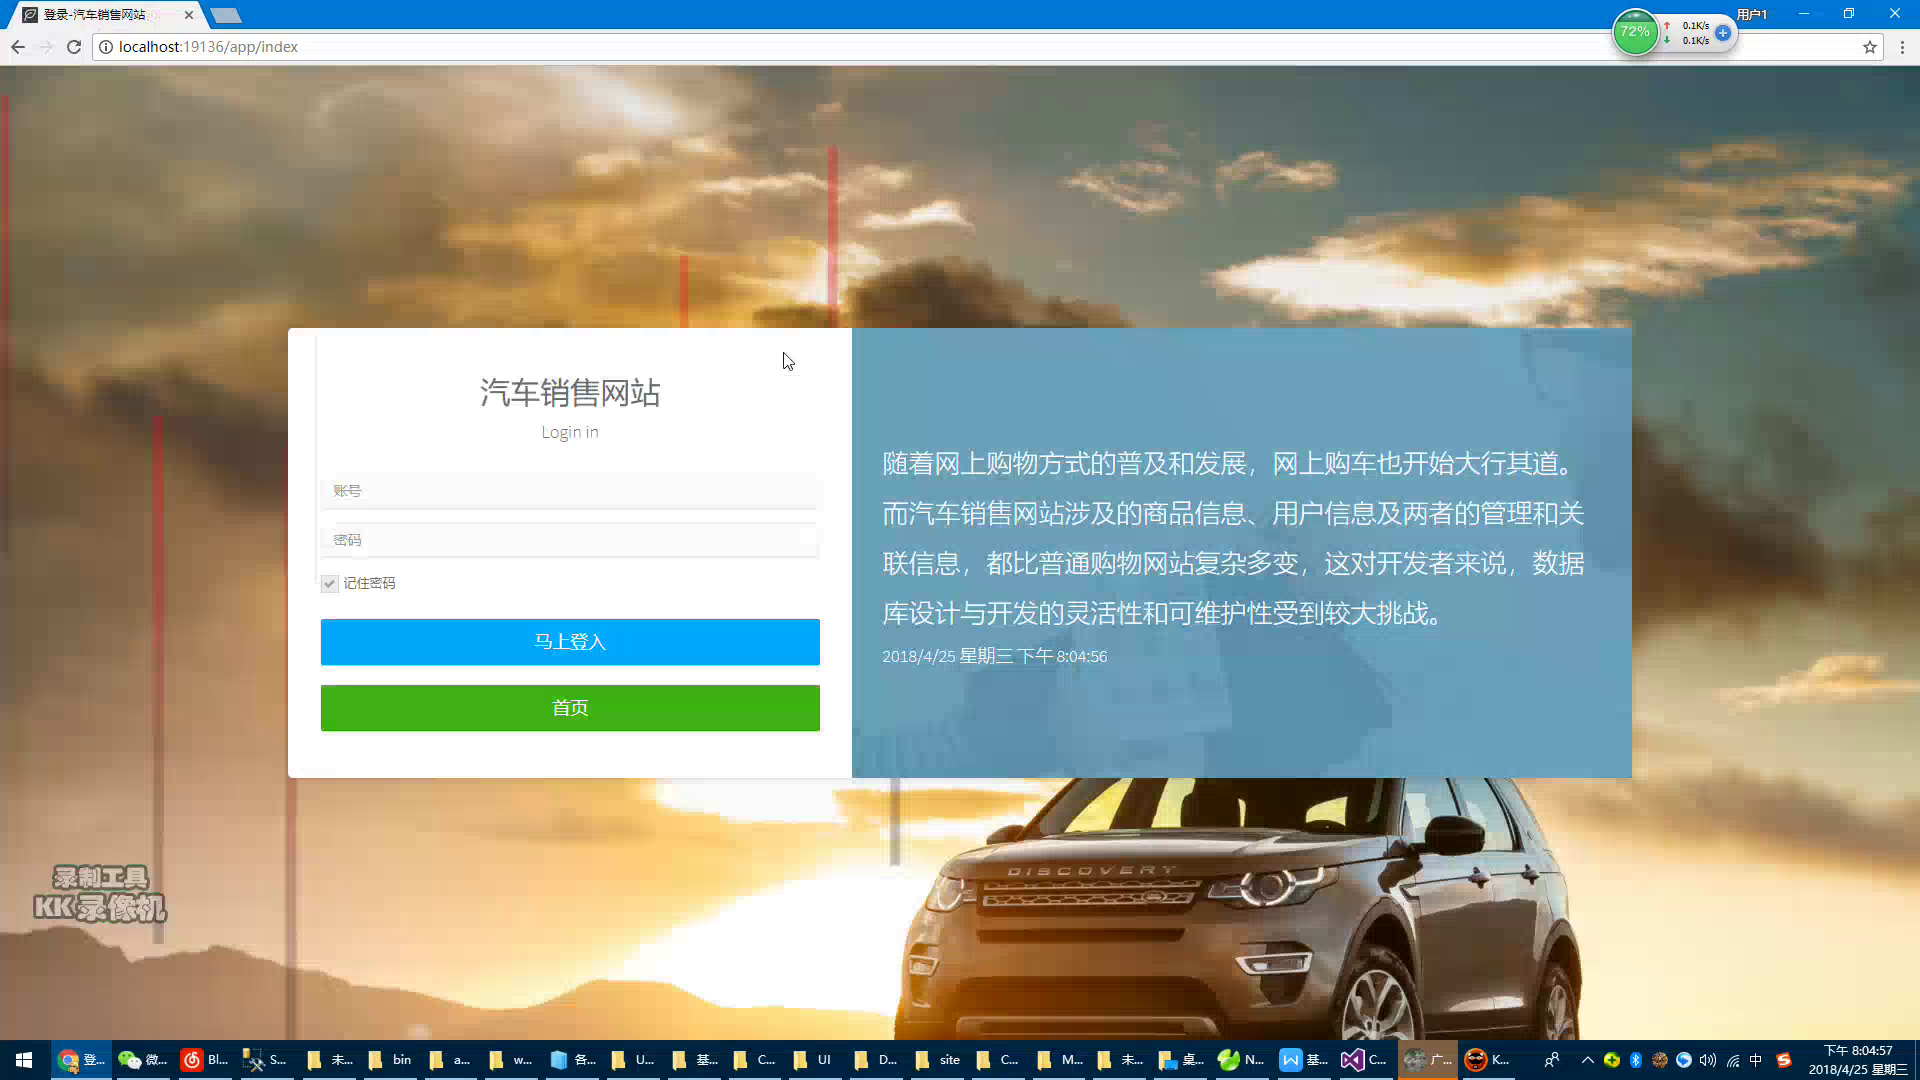 登录-汽车销售网站
用户1
72%
0.1K/s
0.1K/s
localhost:19136/app/index
汽车销售网站
Login in
账号
密码
记住密码
马上登入
首页
随着网上购物方式的普及和发展，网上购车也开始大行其道。
而汽车销售网站涉及的商品信息、用户信息及两者的管理和关
联信息，都比普通购物网站复杂多变，这对开发者来说，数据
库设计与开发的灵活性和可维护性受到较大挑战。
2018/4/25 星期三 下午 8:04:56
DISCOVERY
录制工具
KK录像机
登... 微... Bl... S... 未... bin a... w... 各... U... 基... C... UI D... site C... M... 未... 桌... N... 基... C... 广... K... 中 下午 8:04:57
2018/4/25 星期三